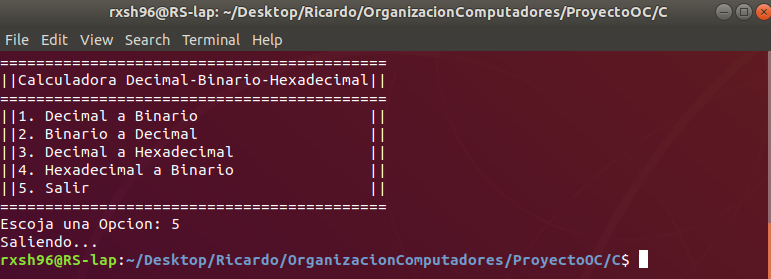 rxsh96@RS-lap: ~/Desktop/Ricardo/OrganizacionComputadores/ProyectoOC/C
File Edit View Search Terminal Help
===========================================
||Calculadora Decimal-Binario-Hexadecimal||
===========================================
||1. Decimal a Binario                   ||
||2. Binario a Decimal                   ||
||3. Decimal a Hexadecimal               ||
||4. Hexadecimal a Binario               ||
||5. Salir                               ||
===========================================
Escoja una Opcion: 5
Saliendo...
rxsh96@RS-lap:~/Desktop/Ricardo/OrganizacionComputadores/ProyectoOC/C$